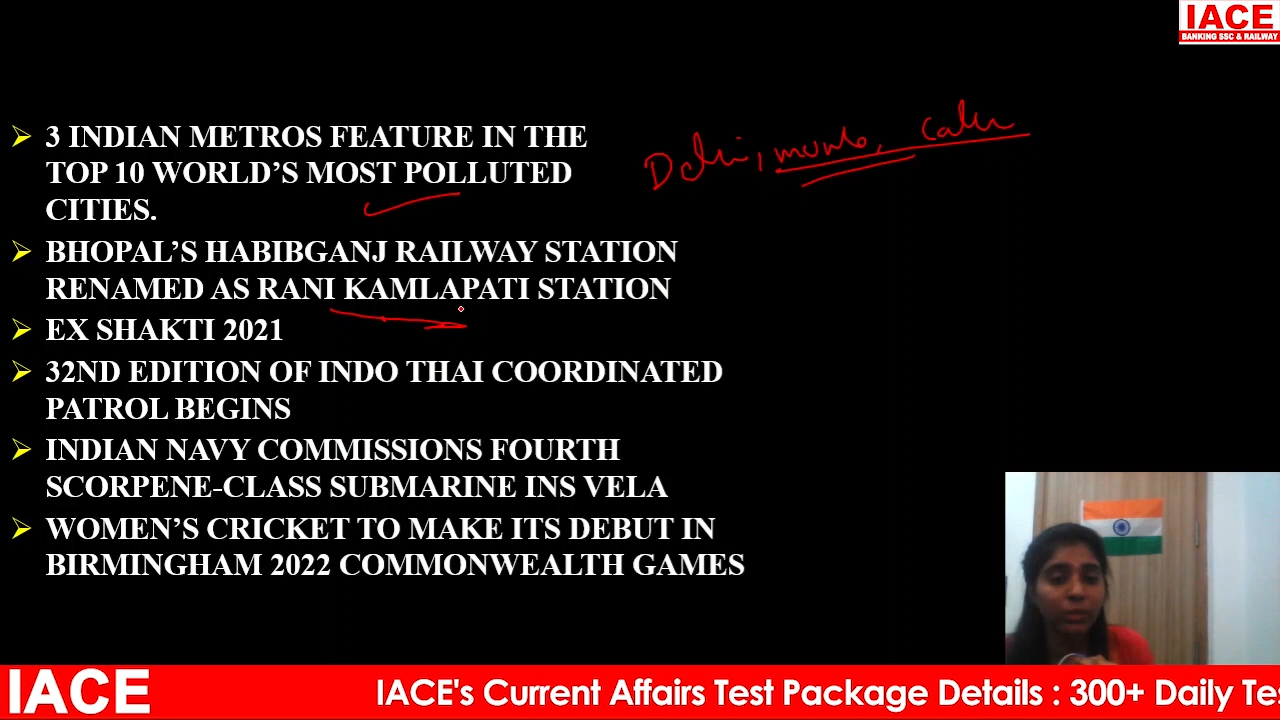 IACE
BANKING SSC & RAILWAY
➢ 3 INDIAN METROS FEATURE IN THE
TOP 10 WORLD’S MOST POLLUTED
CITIES.
Delhi,
➢ BHOPAL’S HABIBGANJ RAILWAY STATION
RENAMED AS RANI KAMLAPATI STATION
➢ EX SHAKTI 2021
➢ 32ND EDITION OF INDO THAI COORDINATED
PATROL BEGINS
➢ INDIAN NAVY COMMISSIONS FOURTH
SCORPENE-CLASS SUBMARINE INS VELA
➢ WOMEN’S CRICKET TO MAKE ITS DEBUT IN
BIRMINGHAM 2022 COMMONWEALTH GAMES
IACE
IACE's Current Affairs Test Package Details : 300+ Daily Te